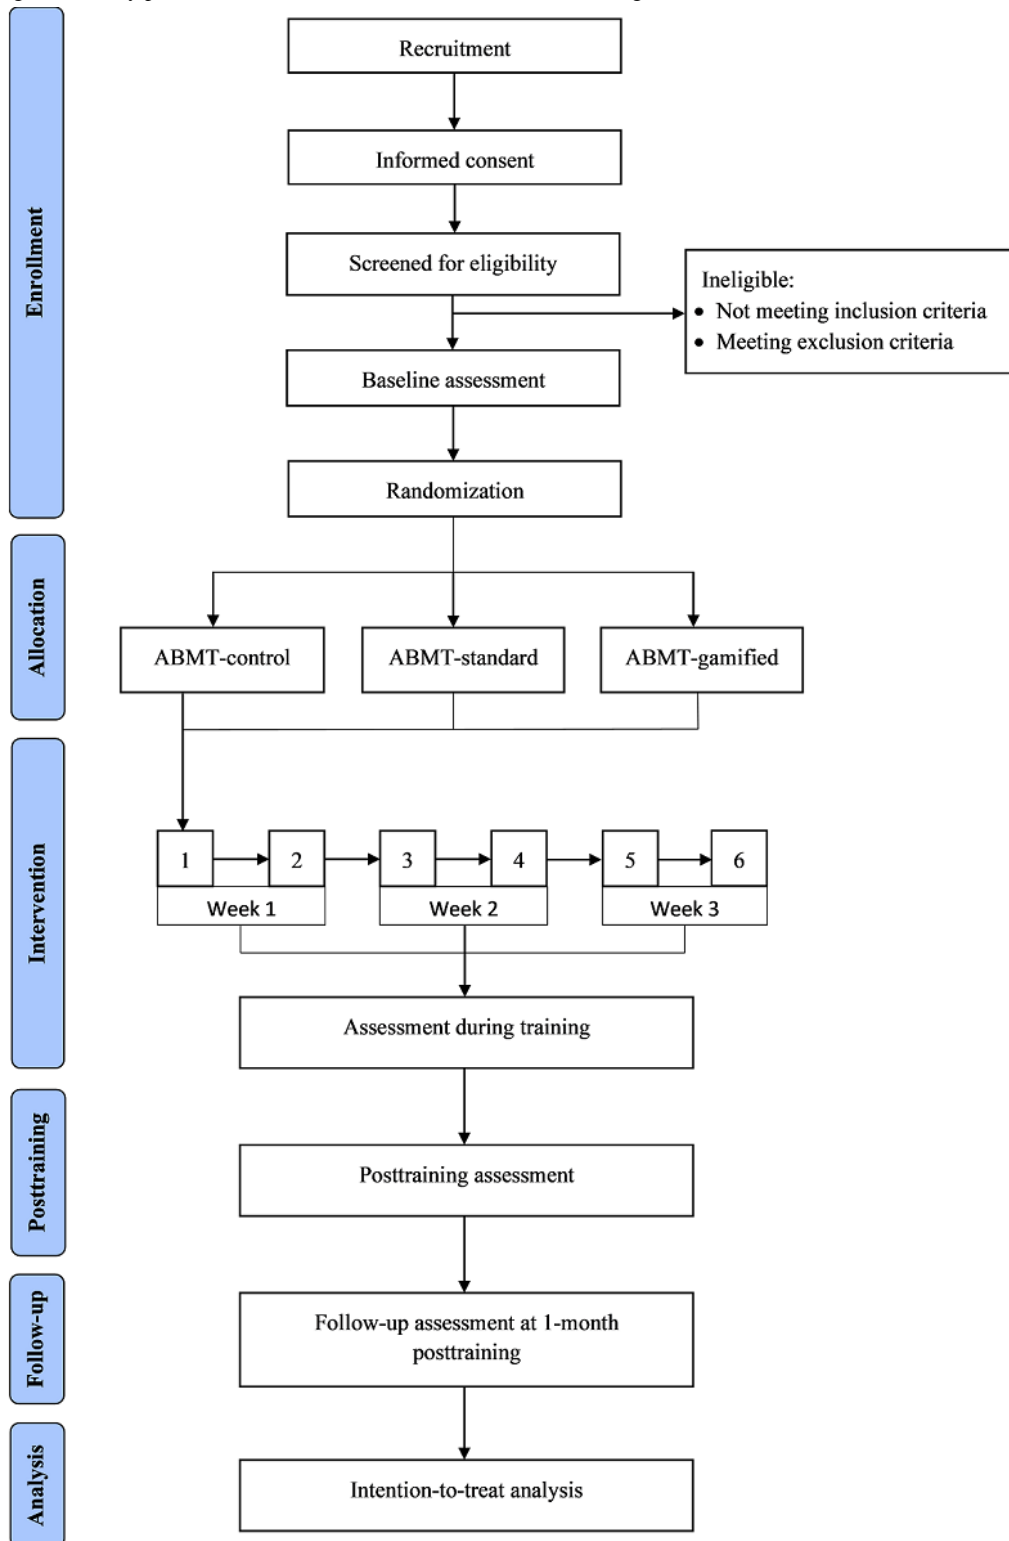 Enrollment
Recruitment
Informed consent
Screened for eligibility
Ineligible:
• Not meeting inclusion criteria
• Meeting exclusion criteria
Baseline assessment
Randomization
Allocation
ABMT-control
ABMT-standard
ABMT-gamified
Intervention
1
2
3
4
5
6
Week 1
Week 2
Week 3
Assessment during training
Posttraining
Posttraining assessment
Follow-up
Follow-up assessment at 1-month
posttraining
Analysis
Intention-to-treat analysis